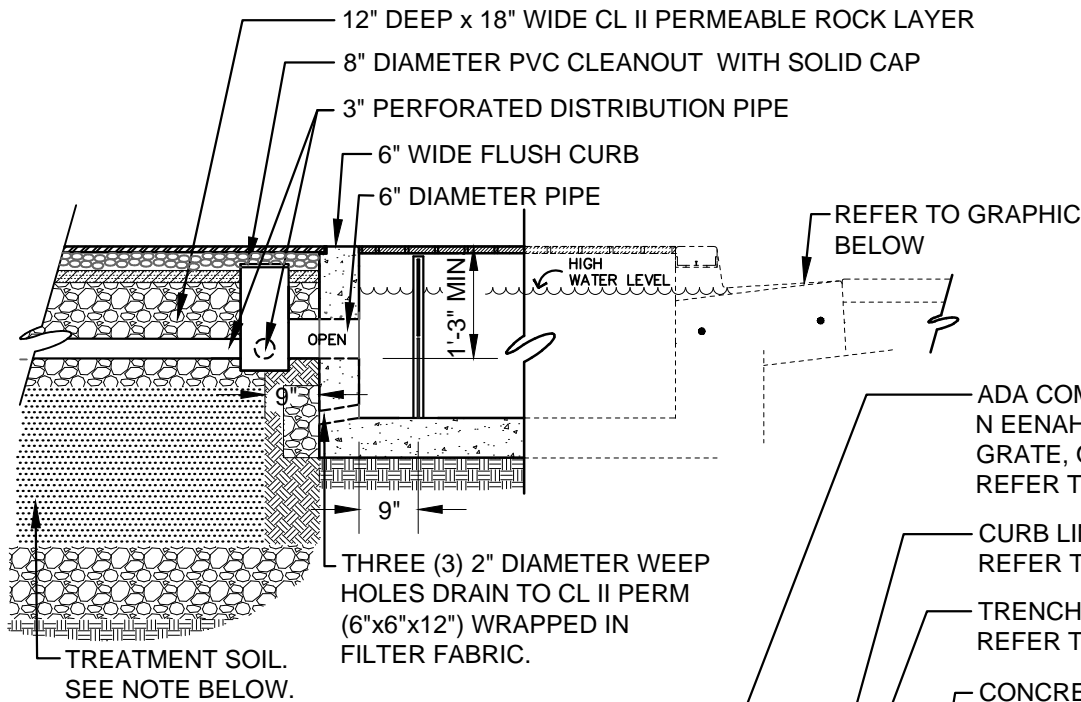 12" DEEP x 18" WIDE CL II PERMEABLE ROCK LAYER
8" DIAMETER PVC CLEANOUT WITH SOLID CAP
3" PERFORATED DISTRIBUTION PIPE
6" WIDE FLUSH CURB
6" DIAMETER PIPE
REFER TO GRAPHIC
BELOW
HIGH
WATER LEVEL
1'-3" MIN
OPEN
9"
9"
ADA COM
N EENAH
GRATE, C
REFER T
CURB LI
REFER T
TRENCH
REFER T
CONCRE
THREE (3) 2" DIAMETER WEEP
HOLES DRAIN TO CL II PERM
(6"x6"x12") WRAPPED IN
FILTER FABRIC.
TREATMENT SOIL.
SEE NOTE BELOW.